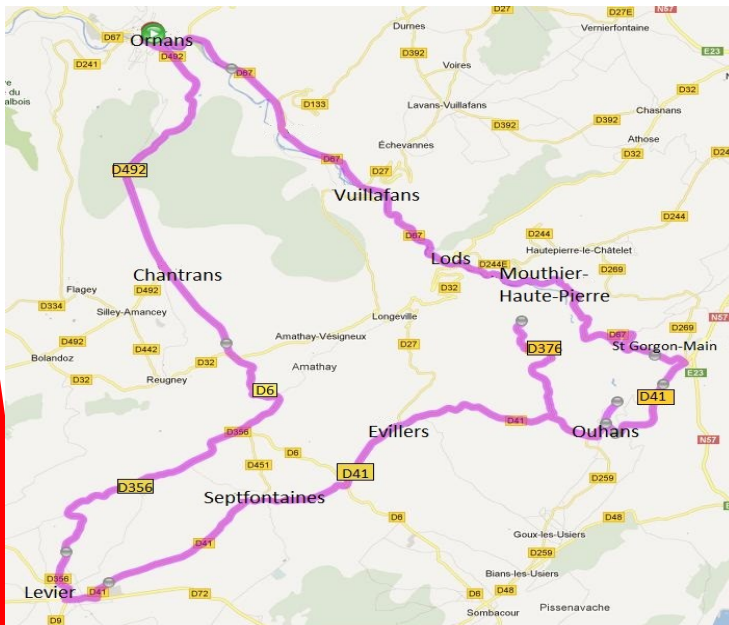 D27
D27E
N57
D67
Ornans
Durnes
Vernierfontaine
E23
D492
D241
D392
D67
Voires
D32
D133
Lavans-Vuillafans
Chasnans
D392
D492
D67
Échevannes
Athose
D32
D27
Vuillafans
D67
D244
Lods
D244
Chantrans
D244E
Hautepierre-le-Châtelet
Mouthier-
Haute-Pierre
D269
Flagey
D492
D32
D334
Silley-Amancey
Longeville
D67
D269
N57
D492
D442
Amathay-Vésigneux
D376
St Gorgon-Main
Bolandoz
D32
D27
D32
Reugney
Amathay
E23
D6
D41
D356
Evillers
D41
Ouhans
D6
N57
D451
D41
D259
D356
Septfontaines
D6
D48
D41
Goux-les-Usiers
D259
D356
Bians-les-Usiers
Levier
D41
D72
D6
D48
Pissenavache
D9
Sombacour